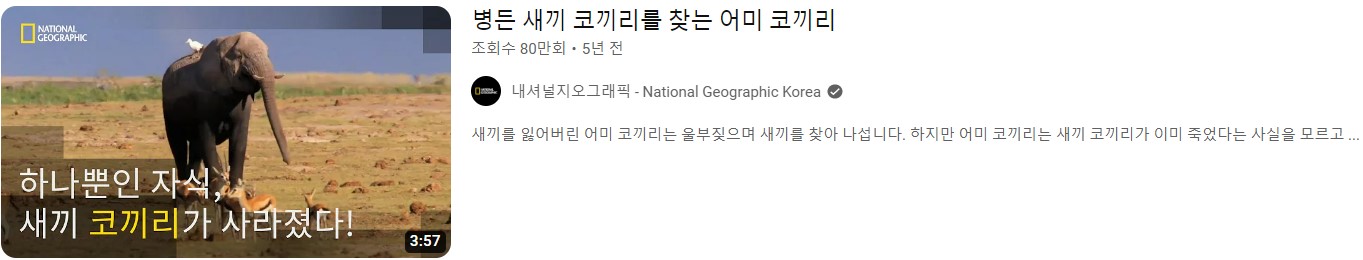 NATIONAL
GEOGRAPHIC
하나뿐인 자식,
새끼 코끼리가 사라졌다!
3:57
병든 새끼 코끼리를 찾는 어미 코끼리
조회수 80만회 • 5년 전
내셔널지오그래픽 - National Geographic Korea
새끼를 잃어버린 어미 코끼리는 울부짖으며 새끼를 찾아 나섭니다. 하지만 어미 코끼리는 새끼 코끼리가 이미 죽었다는 사실을 모르고 ...